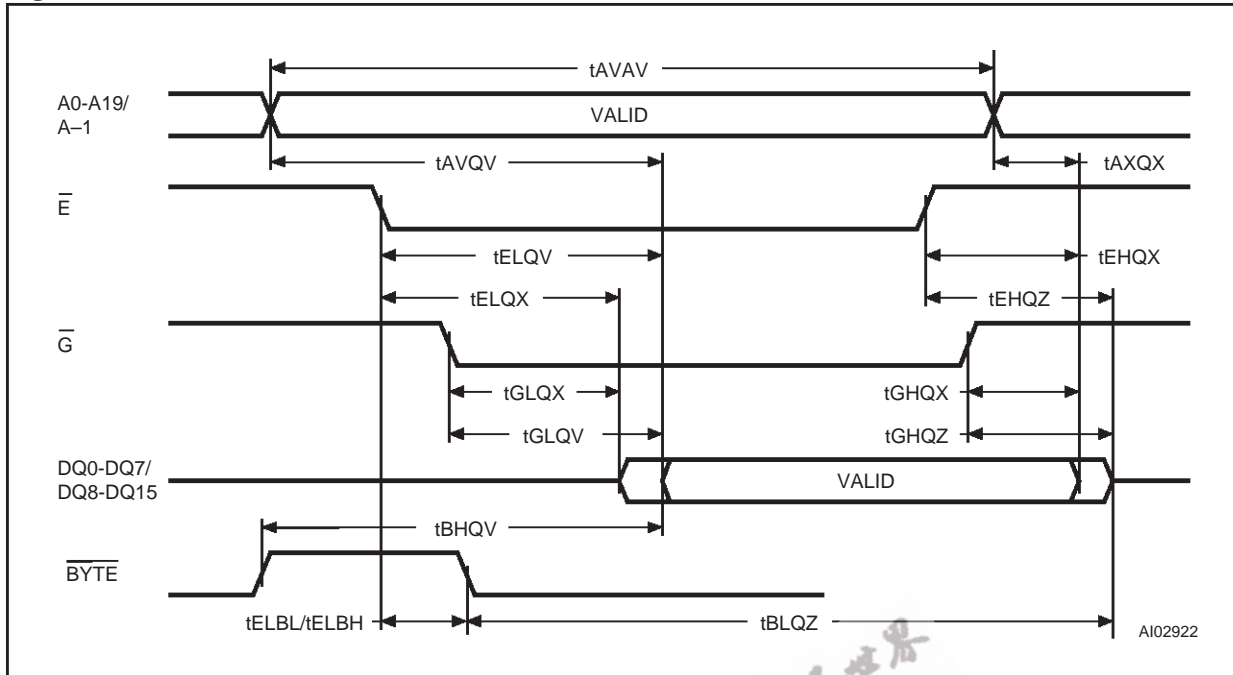 tAVAV
A0-A19/
A–1
VALID
tAVQV
tAXQX
E
tELQV
tEHQX
tELQX
tEHQZ
G
tGLQX
tGHQX
tGLQV
tGHQZ
DQ0-DQ7/
DQ8-DQ15
VALID
tBHQV
BYTE
tELBL/tELBH
tBLQZ
AI02922
界